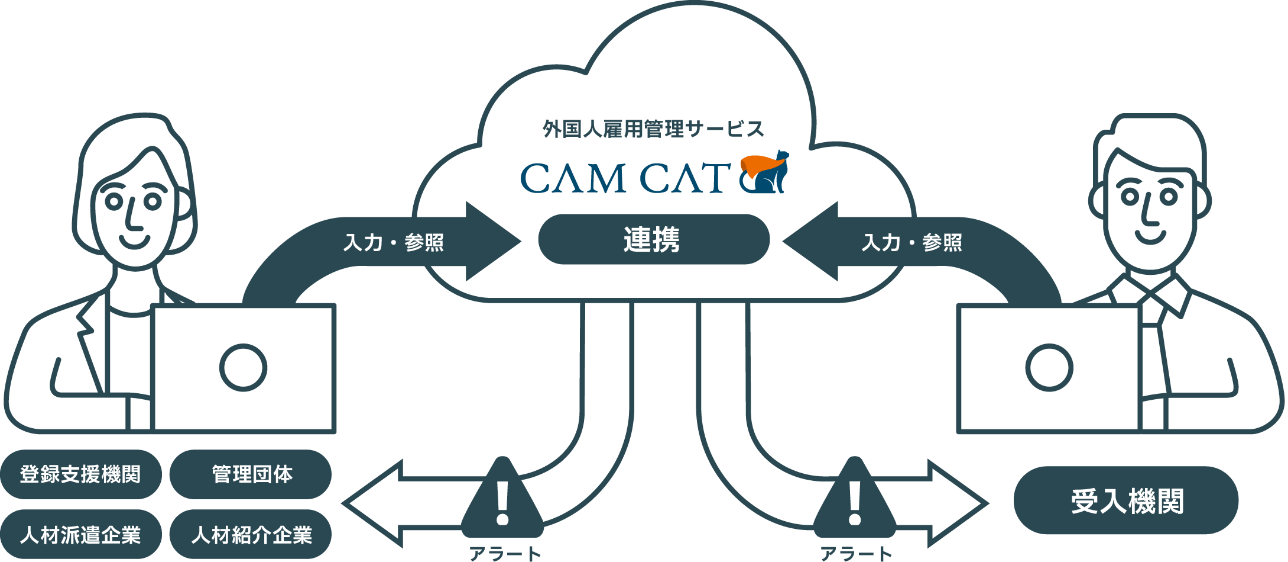 外国人雇用管理サービス
CAM CAT
連携
入力・参照
入力・参照
登録支援機関
管理団体
人材派遣企業
人材紹介企業
アラート
アラート
受入機関